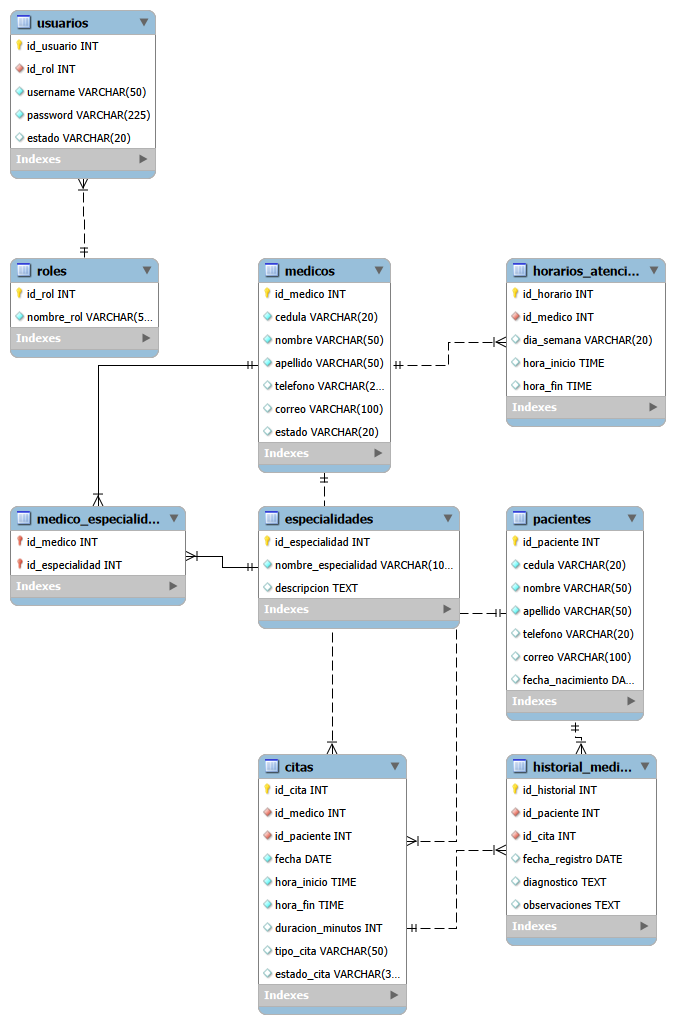 usuarios
id_usuario INT
id_rol INT
username VARCHAR(50)
password VARCHAR(225)
estado VARCHAR(20)
Indexes
roles
id_rol INT
nombre_rol VARCHAR(5...
Indexes
medicos
id_medico INT
cedula VARCHAR(20)
nombre VARCHAR(50)
apellido VARCHAR(50)
telefono VARCHAR(2...
correo VARCHAR(100)
estado VARCHAR(20)
Indexes
horarios_atenci...
id_horario INT
id_medico INT
dia_semana VARCHAR(20)
hora_inicio TIME
hora_fin TIME
Indexes
medico_especialid...
id_medico INT
id_especialidad INT
Indexes
especialidades
id_especialidad INT
nombre_especialidad VARCHAR(10...
descripcion TEXT
Indexes
pacientes
id_paciente INT
cedula VARCHAR(20)
nombre VARCHAR(50)
apellido VARCHAR(50)
telefono VARCHAR(20)
correo VARCHAR(100)
fecha_nacimiento DA...
Indexes
citas
id_cita INT
id_medico INT
id_paciente INT
fecha DATE
hora_inicio TIME
hora_fin TIME
duracion_minutos INT
tipo_cita VARCHAR(50)
estado_cita VARCHAR(3...
Indexes
historial_medi...
id_historial INT
id_paciente INT
id_cita INT
fecha_registro DATE
diagnostico TEXT
observaciones TEXT
Indexes